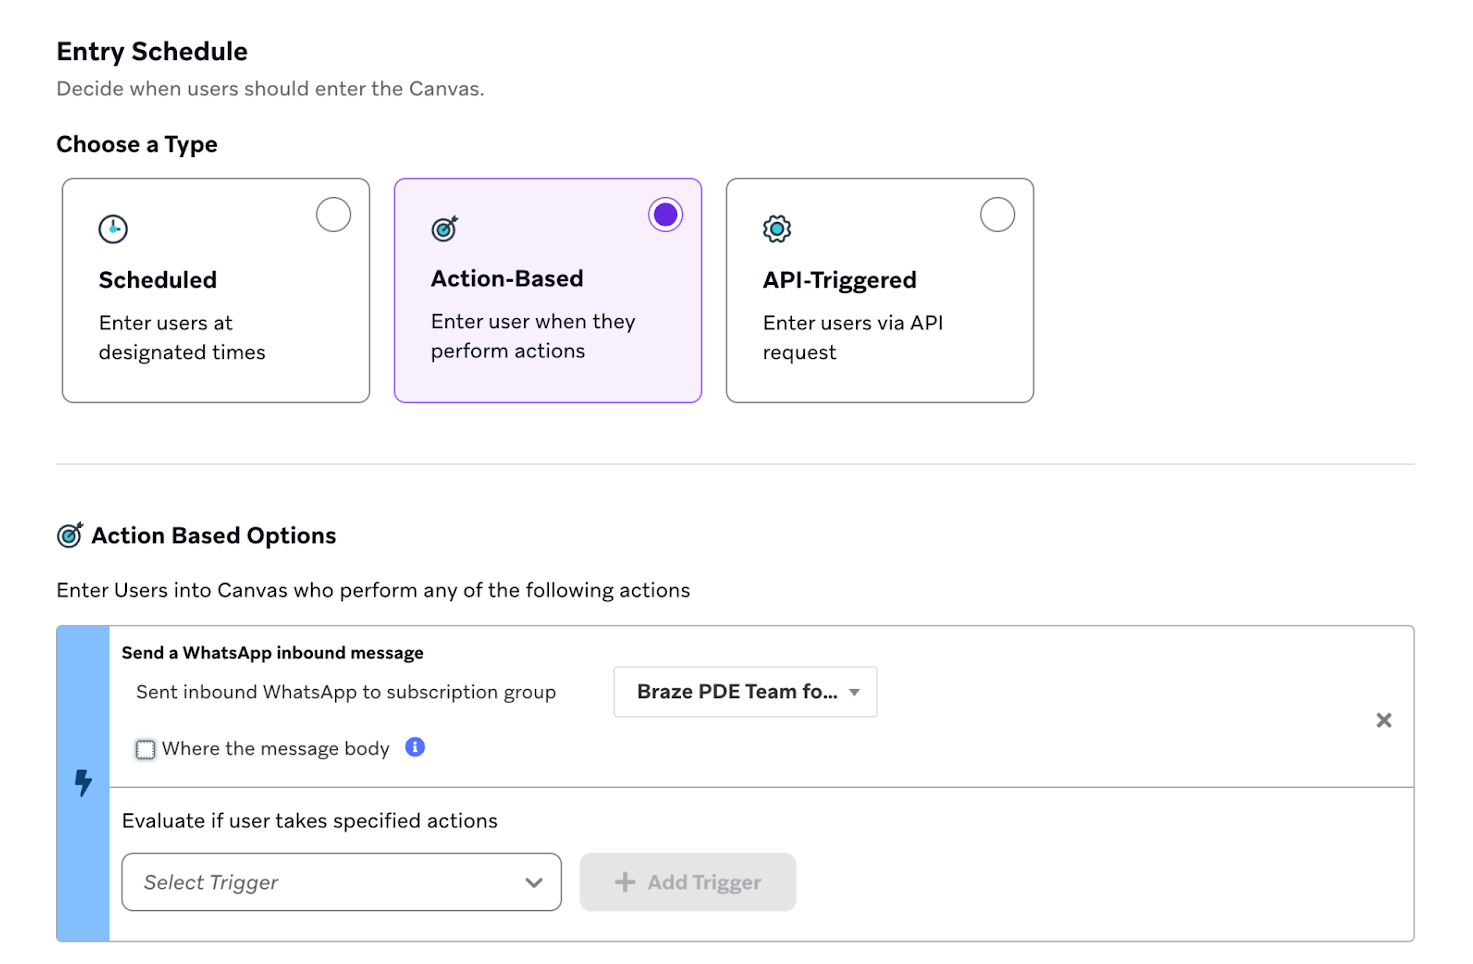 Entry Schedule
Decide when users should enter the Canvas.
Choose a Type
Scheduled
Enter users at
designated times
Action-Based
Enter user when they
perform actions
API-Triggered
Enter users via API
request
Action Based Options
Enter Users into Canvas who perform any of the following actions
Send a WhatsApp inbound message
Sent inbound WhatsApp to subscription group
Braze PDE Team fo...
Where the message body
Evaluate if user takes specified actions
Select Trigger
Add Trigger